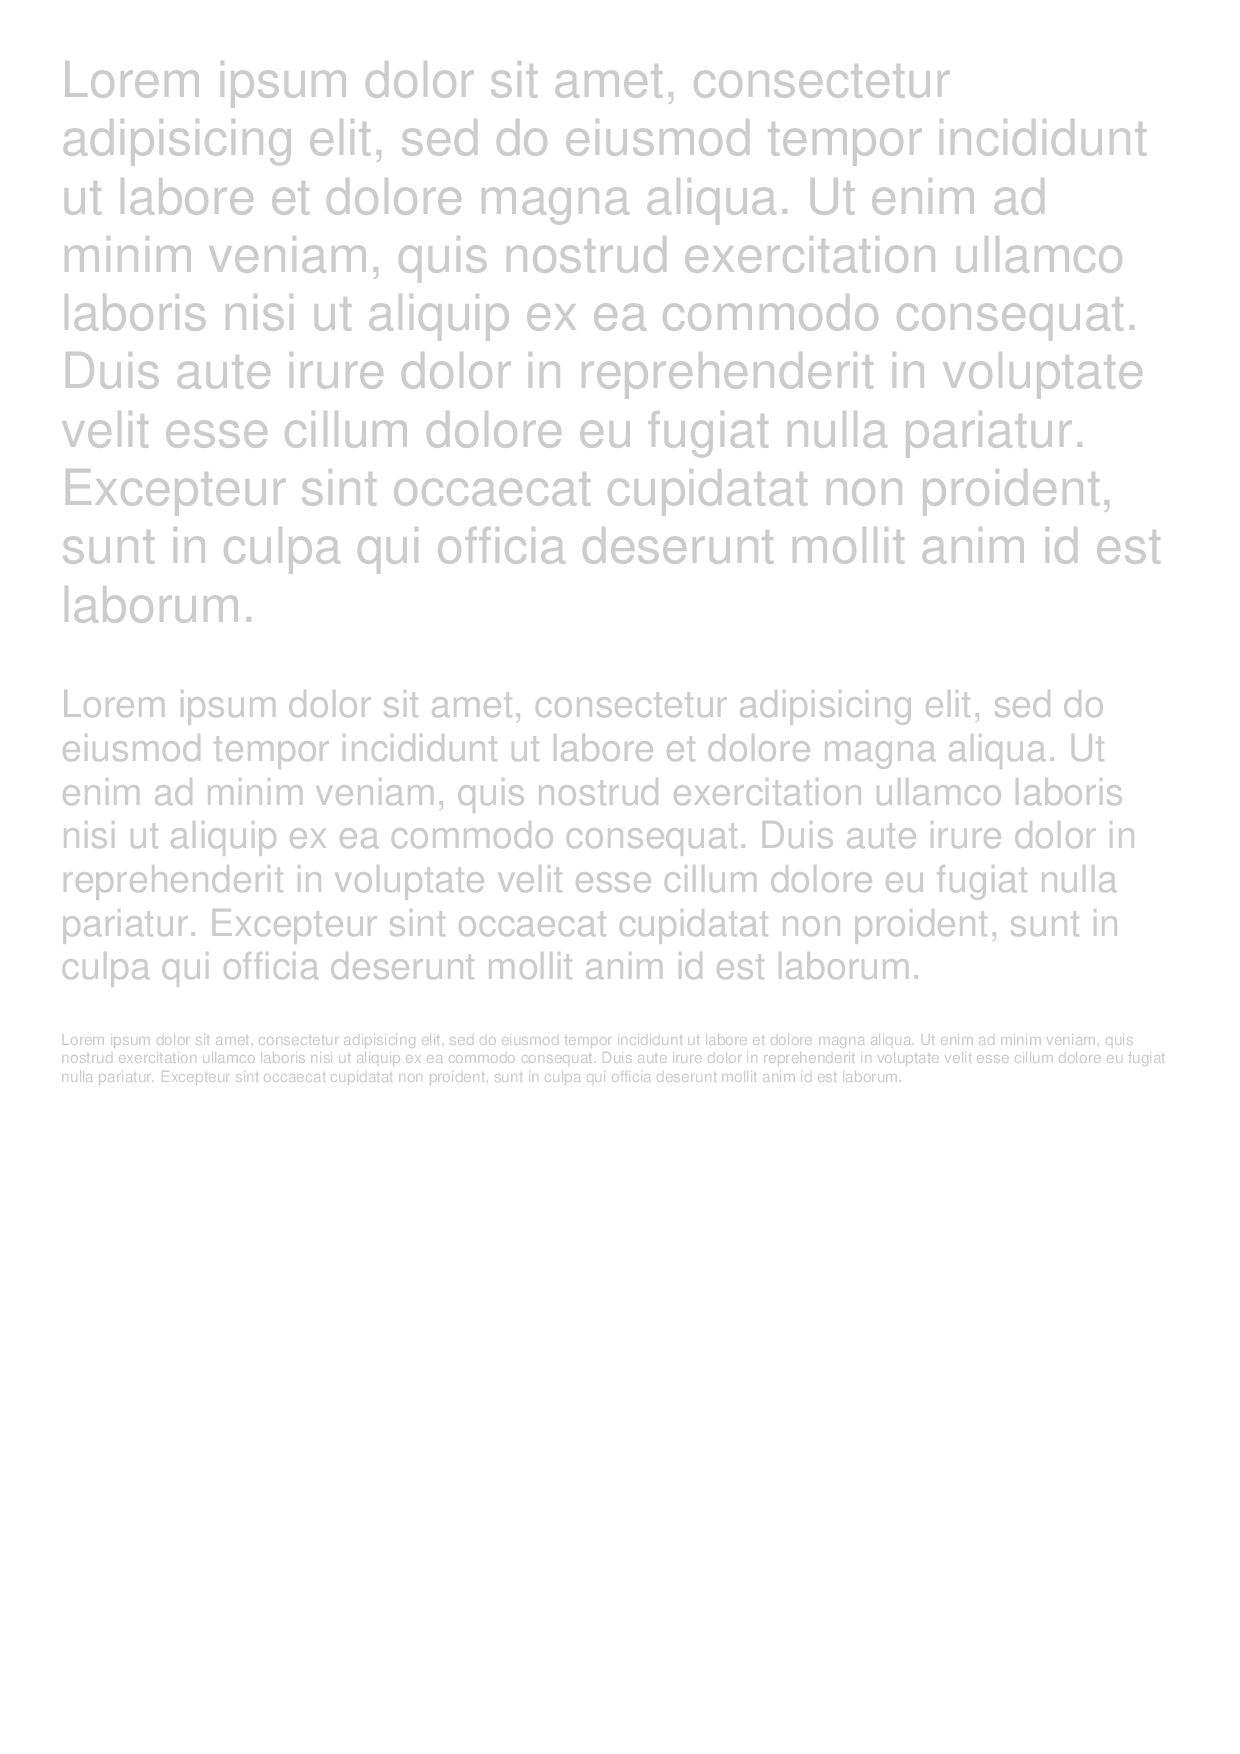 Lorem ipsum dolor sit amet, consectetur
adipisicing elit, sed do eiusmod tempor incididunt
ut labore et dolore magna aliqua. Ut enim ad
minim veniam, quis nostrud exercitation ullamco
laboris nisi ut aliquip ex ea commodo consequat.
Duis aute irure dolor in reprehenderit in voluptate
velit esse cillum dolore eu fugiat nulla pariatur.
Excepteur sint occaecat cupidatat non proident,
sunt in culpa qui officia deserunt mollit anim id est
laborum.
Lorem ipsum dolor sit amet, consectetur adipisicing elit, sed do
eiusmod tempor incididunt ut labore et dolore magna aliqua. Ut
enim ad minim veniam, quis nostrud exercitation ullamco laboris
nisi ut aliquip ex ea commodo consequat. Duis aute irure dolor in
reprehenderit in voluptate velit esse cillum dolore eu fugiat nulla
pariatur. Excepteur sint occaecat cupidatat non proident, sunt in
culpa qui officia deserunt mollit anim id est laborum.
Lorem ipsum dolor sit amet, consectetur adipisicing elit, sed do eiusmod tempor incididunt ut labore et dolore magna aliqua. Ut enim ad minim veniam, quis
nostrud exercitation ullamco laboris nisi ut aliquip ex ea commodo consequat. Duis aute irure dolor in reprehenderit in voluptate velit esse cillum dolore eu fugiat
nulla pariatur. Excepteur sint occaecat cupidatat non proident, sunt in culpa qui officia deserunt mollit anim id est laborum.